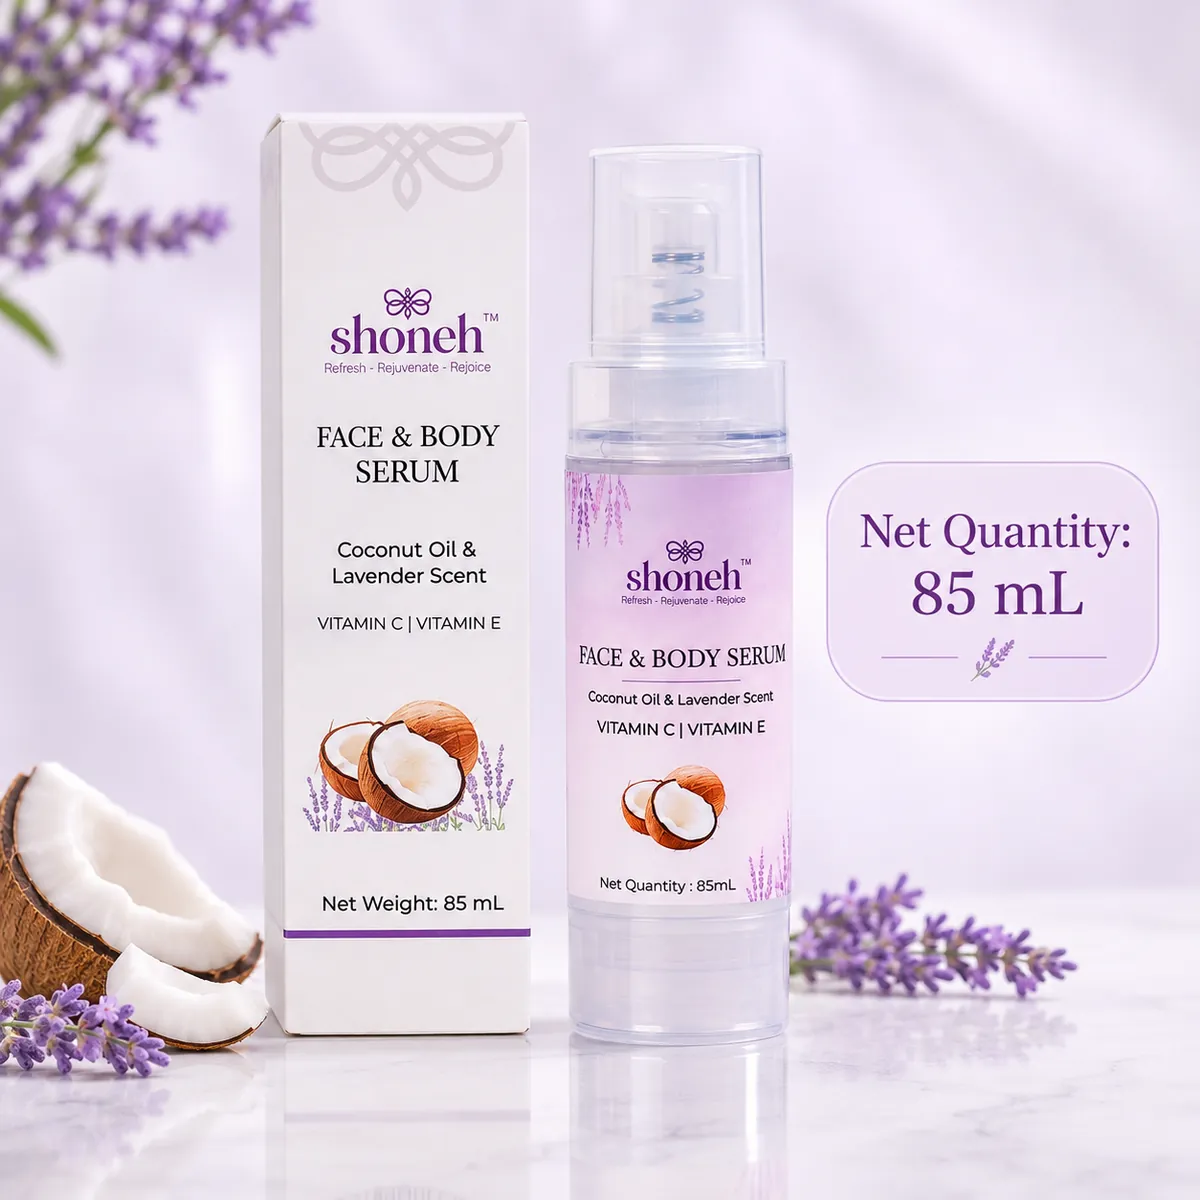 shoneh™
Refresh - Rejuvenate - Rejoice
FACE & BODY
SERUM
Coconut Oil &
Lavender Scent
VITAMIN C | VITAMIN E
Net Weight: 85 mL
shoneh™
Refresh - Rejuvenate - Rejoice
FACE & BODY SERUM
Coconut Oil & Lavender Scent
VITAMIN C | VITAMIN E
Net Quantity : 85mL
Net Quantity:
85 mL